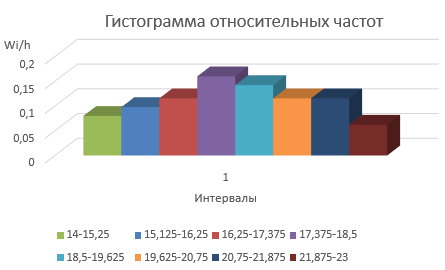 Гистограмма относительных частот
Wi/h
0,2
0,15
0,1
0,05
0
1
Интервалы
14-15,25 15,125-16,25 16,25-17,375 17,375-18,5
18,5-19,625 19,625-20,75 20,75-21,875 21,875-23